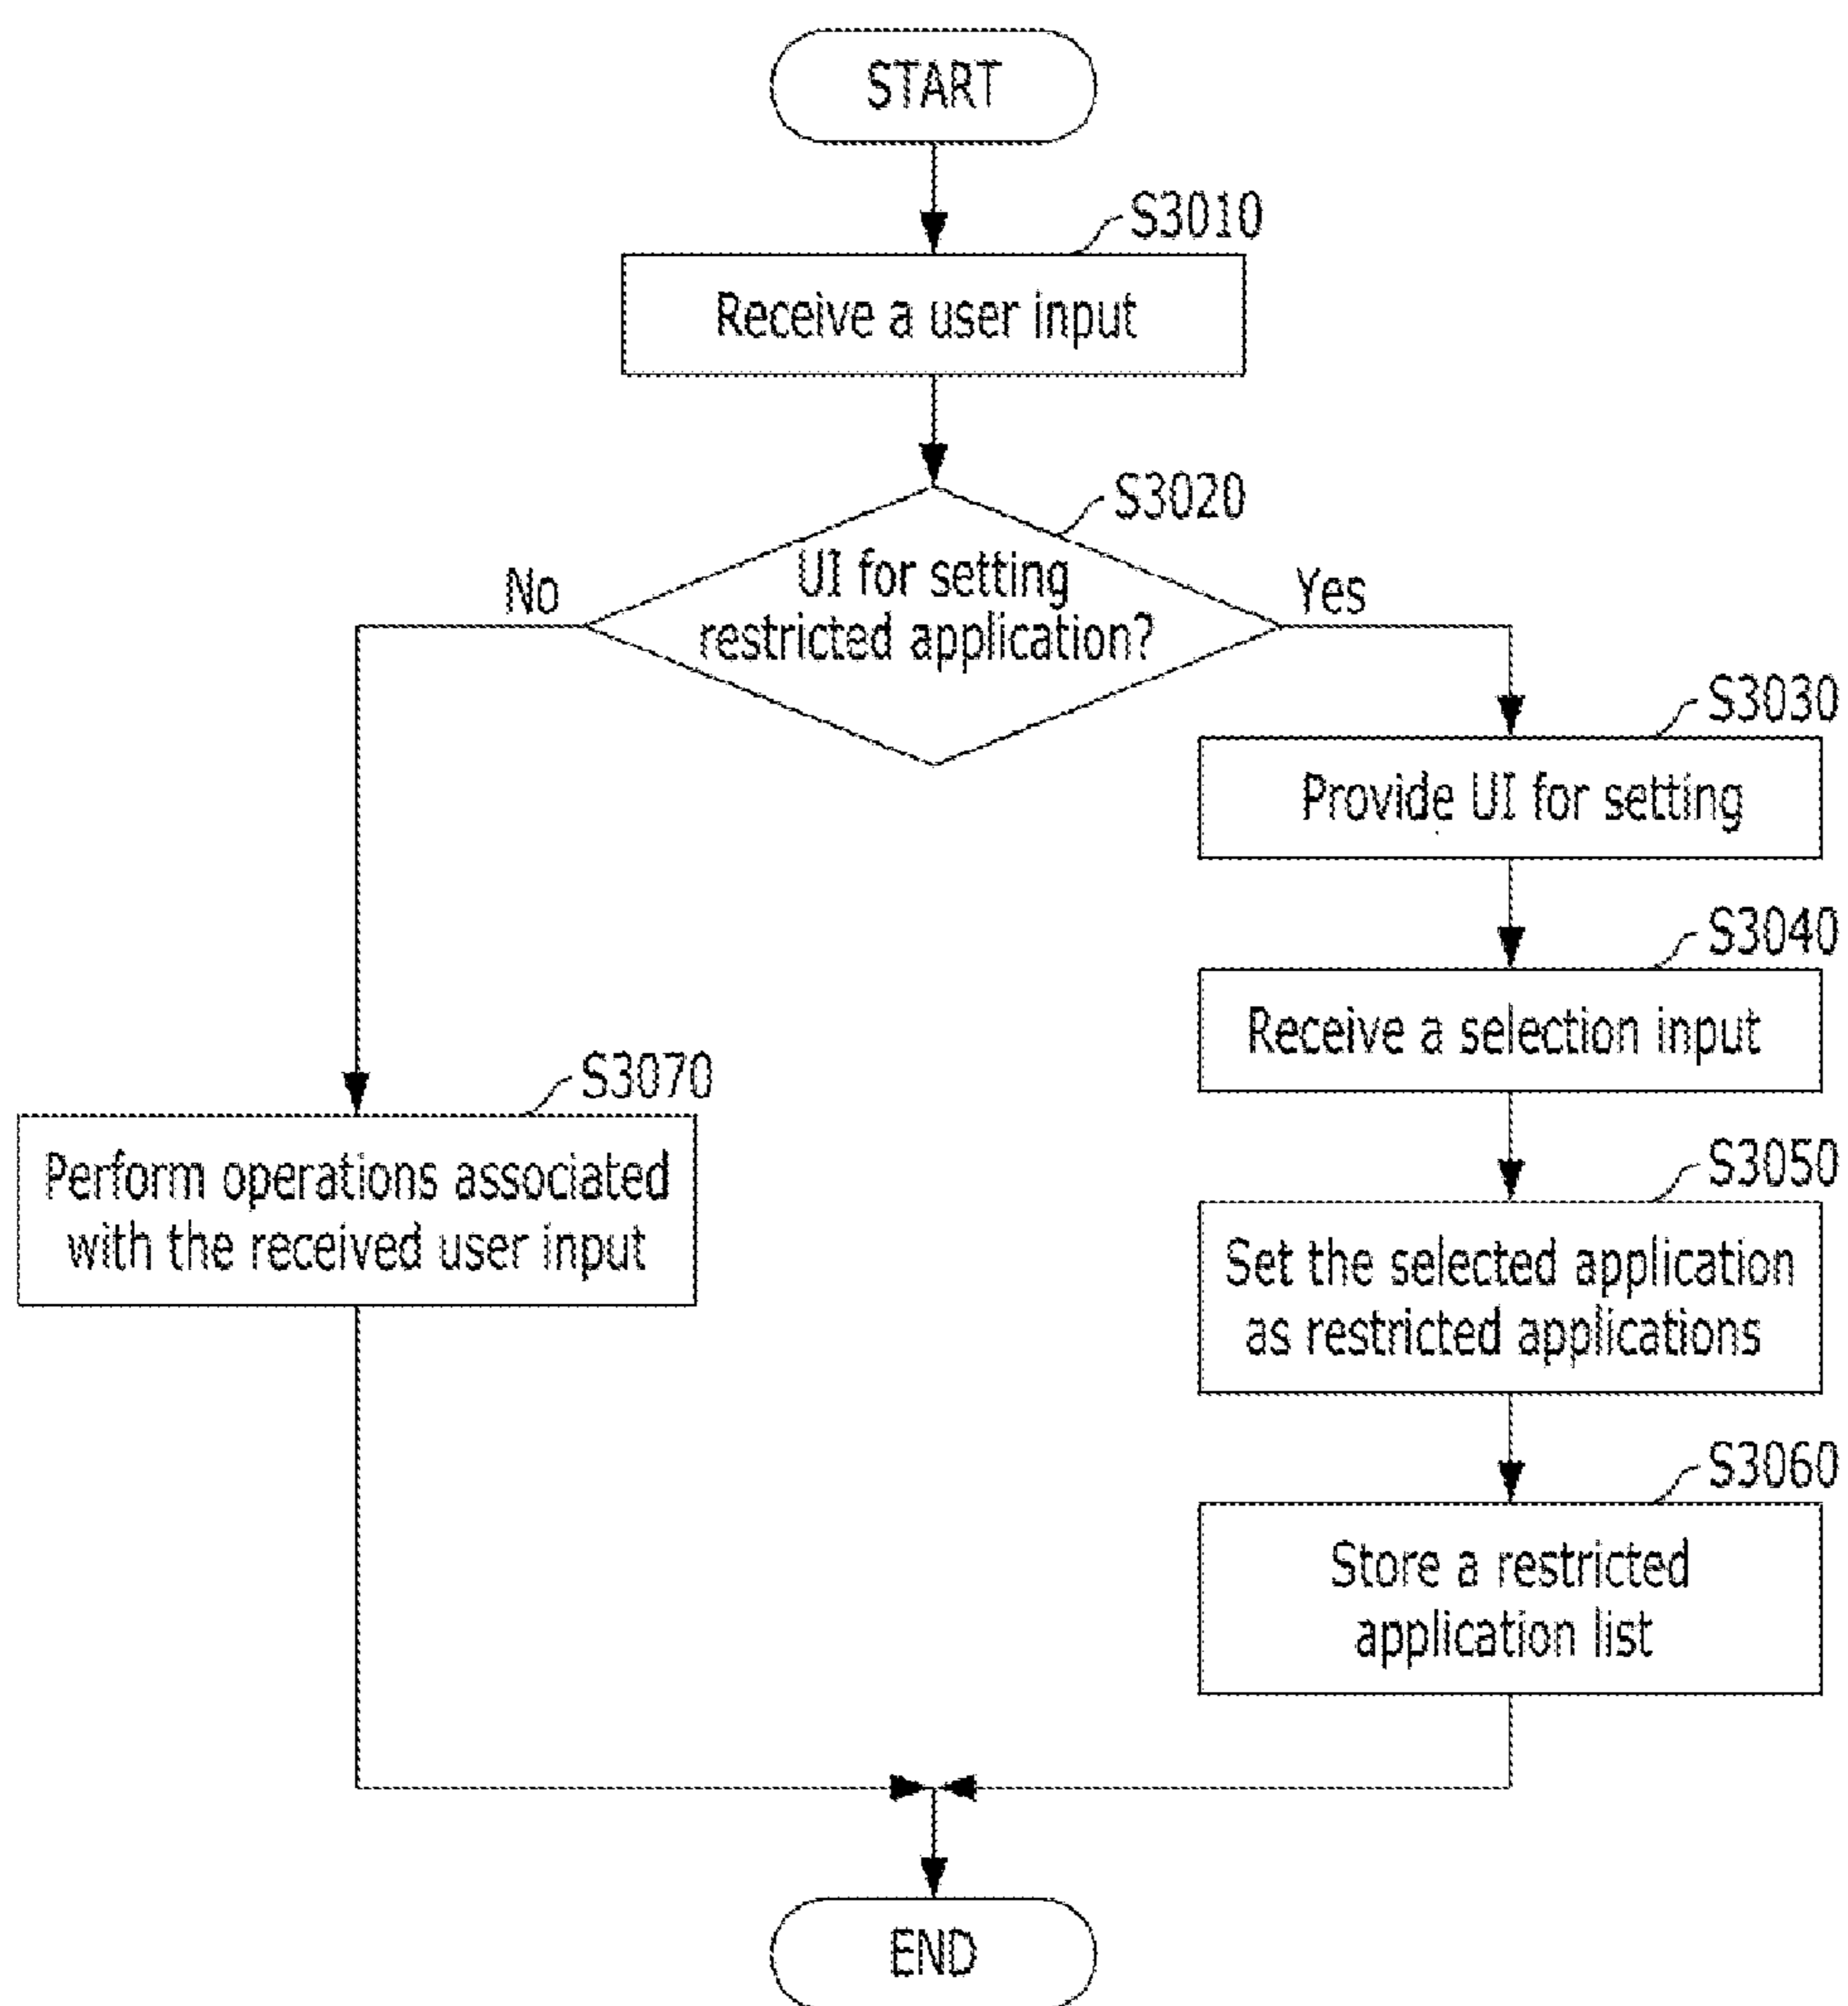 START
S3010
Receive a user input
S3020
UI for setting
restricted application?
No
Yes
S3030
Provide UI for setting
S3040
Receive a selection input
S3070
Perform operations associated
with the received user input
S3050
Set the selected application
as restricted applications
S3060
Store a restricted
application list
END